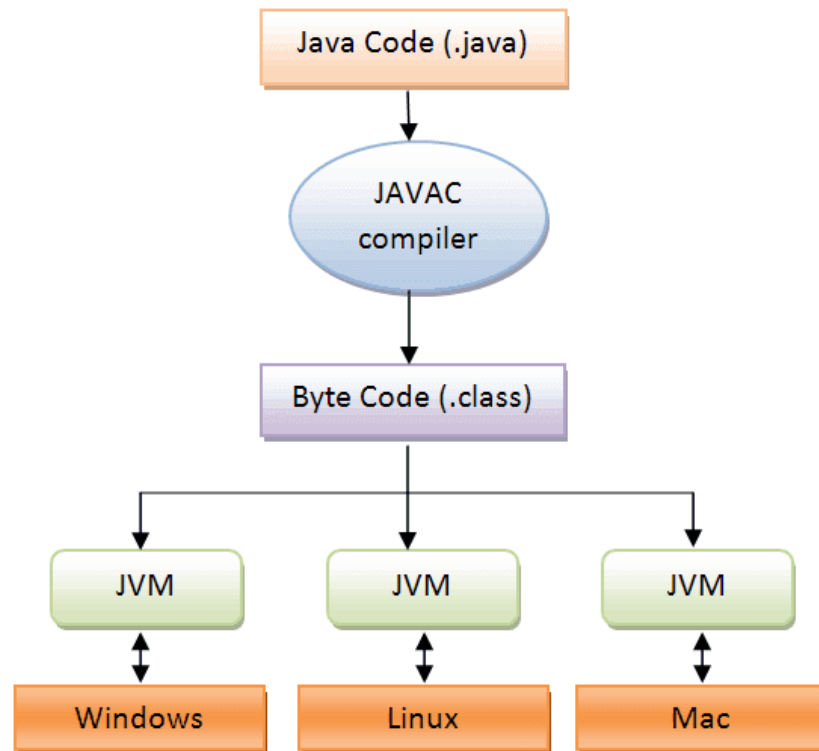 Java Code (.java)
JAVAC
compiler
Byte Code (.class)
JVM
JVM
JVM
Windows
Linux
Mac